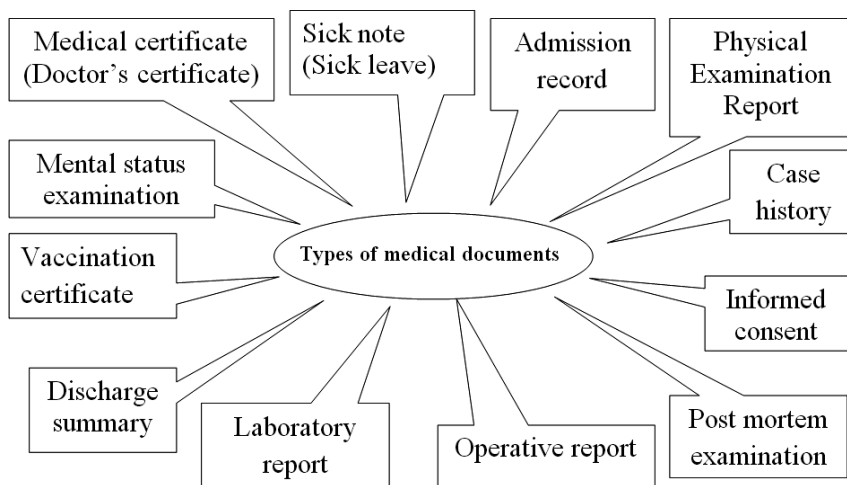 Medical certificate
(Doctor's certificate)
Sick note
(Sick leave)
Admission
record
Physical
Examination
Report
Mental status
examination
Case
history
Types of medical documents
Vaccination
certificate
Informed
consent
Discharge
summary
Laboratory
report
Operative report
Post mortem
examination